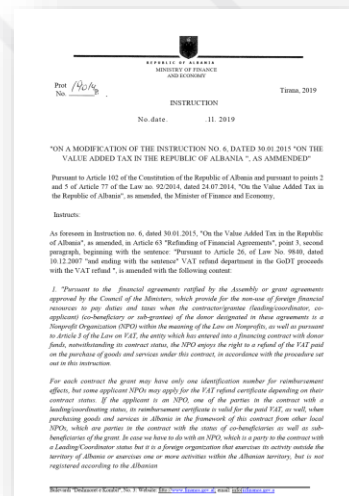 REPUBLIC OF ALBANIA
MINISTRY OF FINANCE
AND ECONOMY
Prot
No.
Tirana, 2019
INSTRUCTION
No.date. .11. 2019
"ON A MODIFICATION OF THE INSTRUCTION NO. 6, DATED 30.01.2015 "ON THE
VALUE ADDED TAX IN THE REPUBLIC OF ALBANIA ", AS AMMENDED"
Pursuant to Article 102 of the Constitution of the Republic of Albania and pursuant to points 2
and 5 of Article 77 of the Law no. 92/2014, dated 24.07.2014, "On the Value Added Tax in
the Republic of Albania", as amended, the Minister of Finance and Economy,
Instructs:
As foreseen in Instruction no. 6, dated 30.01.2015, "On the Value Added Tax in the Republic
of Albania", as amended, in Article 63 "Refunding of Financial Agreements", point 3, second
paragraph, beginning with the sentence: "Pursuant to Article 26, of Law No. 9840, dated
10.12.2007 "and ending with the sentence" VAT refund department in the GoDT proceeds
with the VAT refund ", is amended with the following content:
1. "Pursuant to the financial agreements ratified by the Assembly or grant agreements
approved by the Council of the Ministers, which provide for the non-use of foreign financial
resources to pay duties and taxes when the contractor/grantee (leading/coordinator, co-
applicant) (co-beneficiary or sub-grantee) of the donor designated in these agreements is a
Nonprofit Organization (NPO) within the meaning of the Law on Nonprofits, as well as pursuant
to Article 3 of the Law on VAT, the entity which has entered into a financing contract with donor
funds, notwithstanding its contract status, the NPO enjoys the right to a refund of the VAT paid
on the purchase of goods and services under this contract, in accordance with the procedure set
out in this instruction.
For each contract the grant may have only one identification number for reimbursement
effects, but some applicant NPOs may apply for the VAT refund certificate depending on their
contract status. If the applicant is an NPO, one of the parties in the contract with a
leading/coordinating status, its reimbursement certificate is valid for the paid VAT, as well, when
purchasing goods and services in Albania in the framework of this contract from other local
NPOs, which are parties in the contract with the status of co-beneficiaries as well as sub-
beneficiaries of the grant. In case we have to do with an NPO, which is a party to the contract with
a Leading/Coordinator status but it is a foreign organization that exercises its activity outside the
territory of Albania or exercises one or more activities within the Albanian territory, but is not
registered according to the Albanian
Bulevardi "Deshmoret e Kombit", No. 3; Website: http://www.financa.gov.al; email: info@financa.gov.a